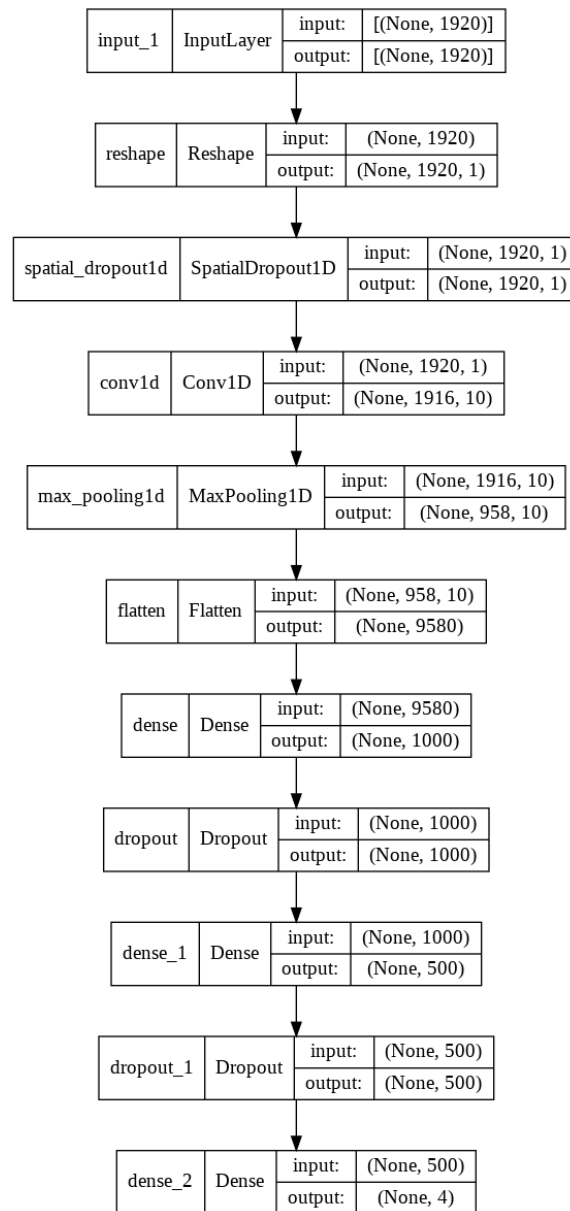 input_1 InputLayer input: [(None, 1920)]
output: [(None, 1920)]
reshape Reshape input: (None, 1920)
output: (None, 1920, 1)
spatial_dropout1d SpatialDropout1D input: (None, 1920, 1)
output: (None, 1920, 1)
conv1d Conv1D input: (None, 1920, 1)
output: (None, 1916, 10)
max_pooling1d MaxPooling1D input: (None, 1916, 10)
output: (None, 958, 10)
flatten Flatten input: (None, 958, 10)
output: (None, 9580)
dense Dense input: (None, 9580)
output: (None, 1000)
dropout Dropout input: (None, 1000)
output: (None, 1000)
dense_1 Dense input: (None, 1000)
output: (None, 500)
dropout_1 Dropout input: (None, 500)
output: (None, 500)
dense_2 Dense input: (None, 500)
output: (None, 4)